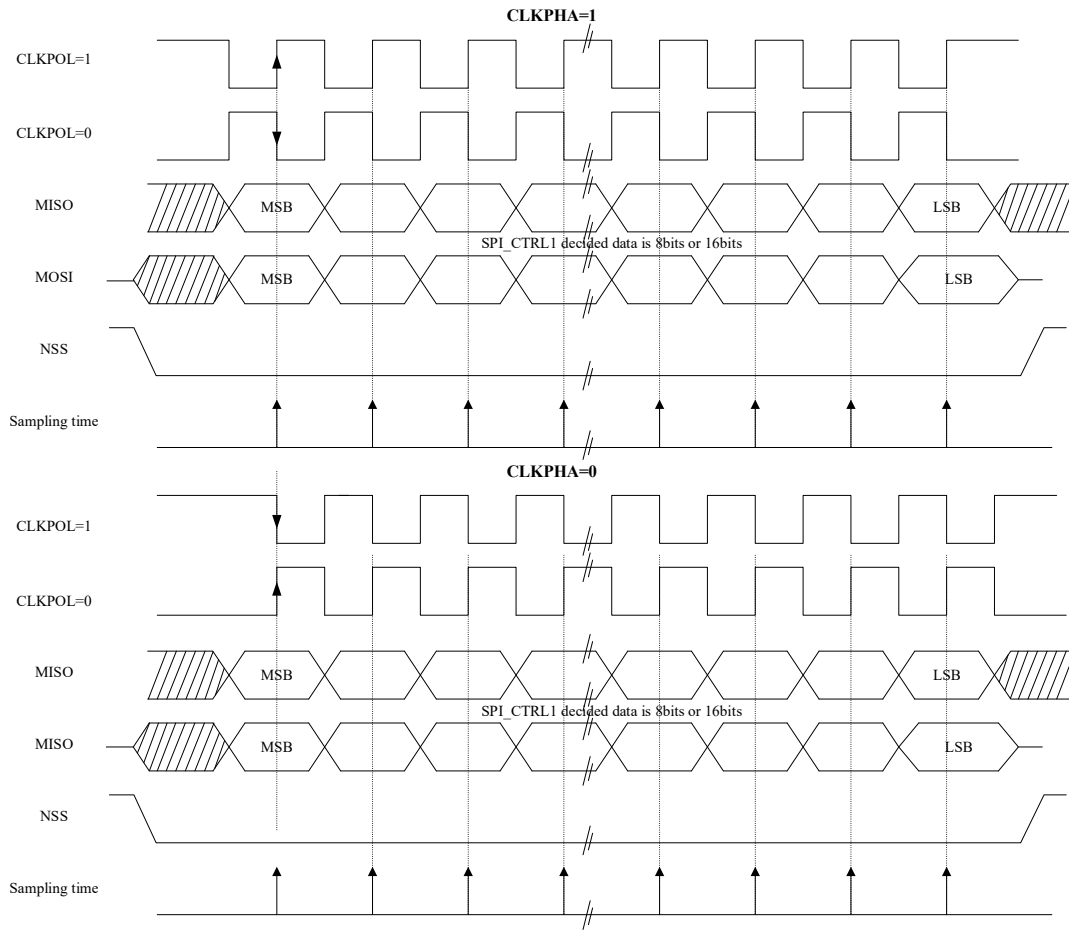 CLKPHA=1
CLKPOL=1
CLKPOL=0
MISO
MSB
LSB
SPI_CTRL1 decided data is 8bits or 16bits
MOSI
MSB
LSB
NSS
Sampling time
CLKPHA=0
CLKPOL=1
CLKPOL=0
MISO
MSB
LSB
SPI_CTRL1 decided data is 8bits or 16bits
MISO
MSB
LSB
NSS
Sampling time